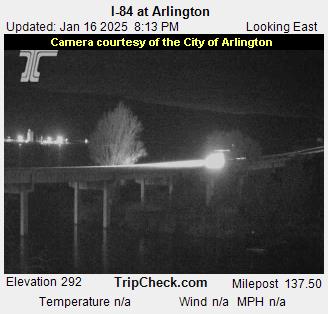 I-84 at Arlington
Updated: Jan 16 2025 8:13 PM Looking East
Camera courtesy of the City of Arlington
Elevation 292 TripCheck.com Milepost 137.50
Temperature n/a Wind n/a MPH n/a